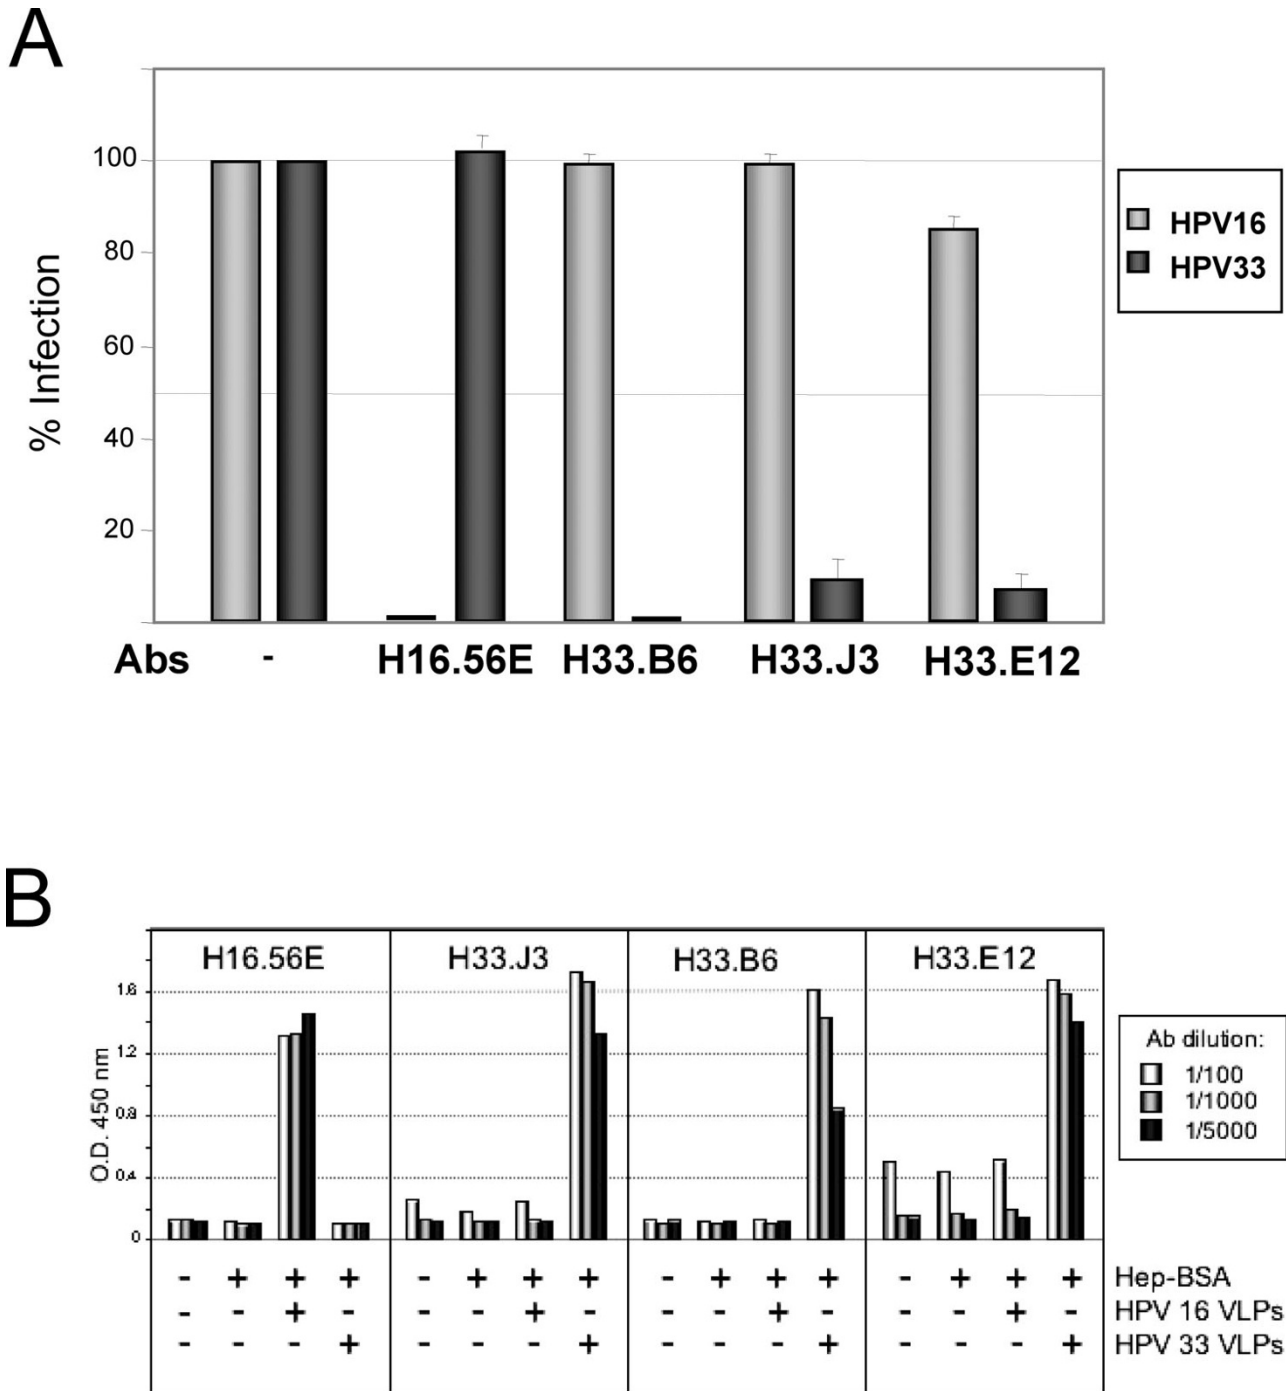 A
100
80
60
40
20
% Infection
HPV16
HPV33
Abs - H16.56E H33.B6 H33.J3 H33.E12
B
H16.56E H33.J3 H33.B6 H33.E12
1.6
1.2
0.8
0.4
0
O.D. 450 nm
Ab dilution:
1/100
1/1000
1/5000
- + + + - + + + - + + + - + + + Hep-BSA
- - + - - - + - - - + - - - + - HPV 16 VLPs
- - - + - - - + - - - + - - - + HPV 33 VLPs